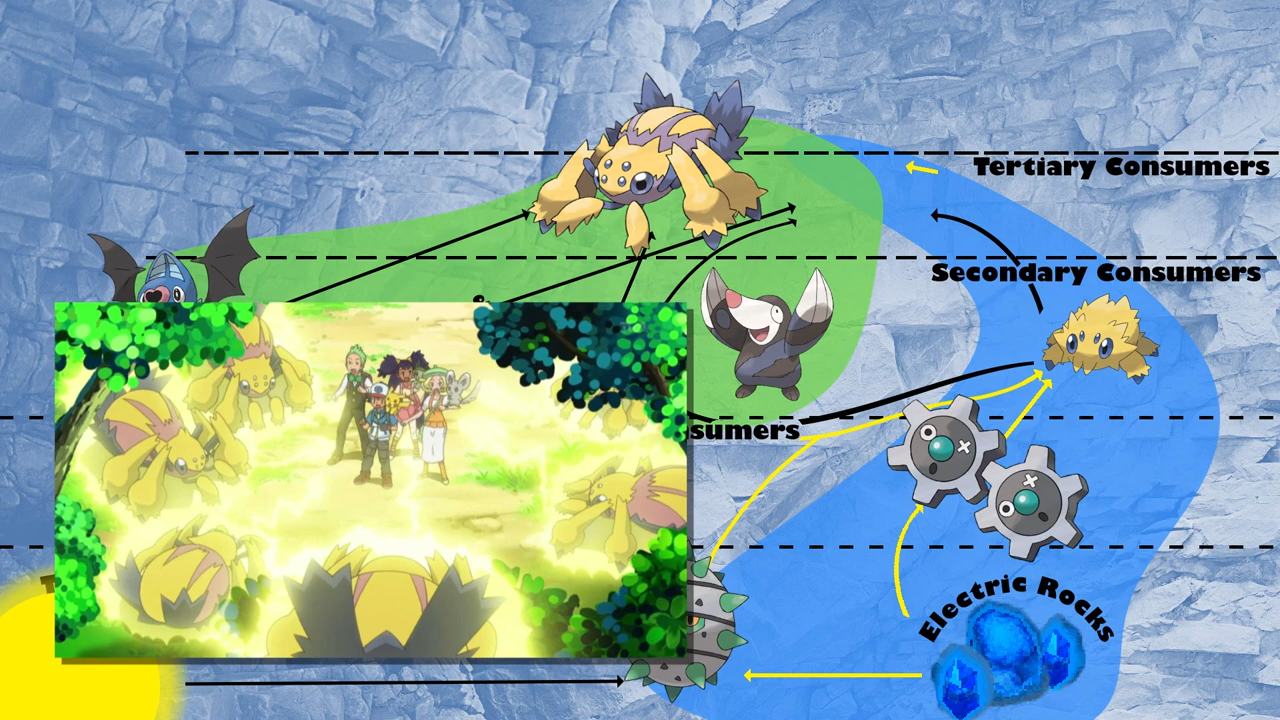 Tertiary Consumers
Secondary Consumers
sumers
Electric Rocks